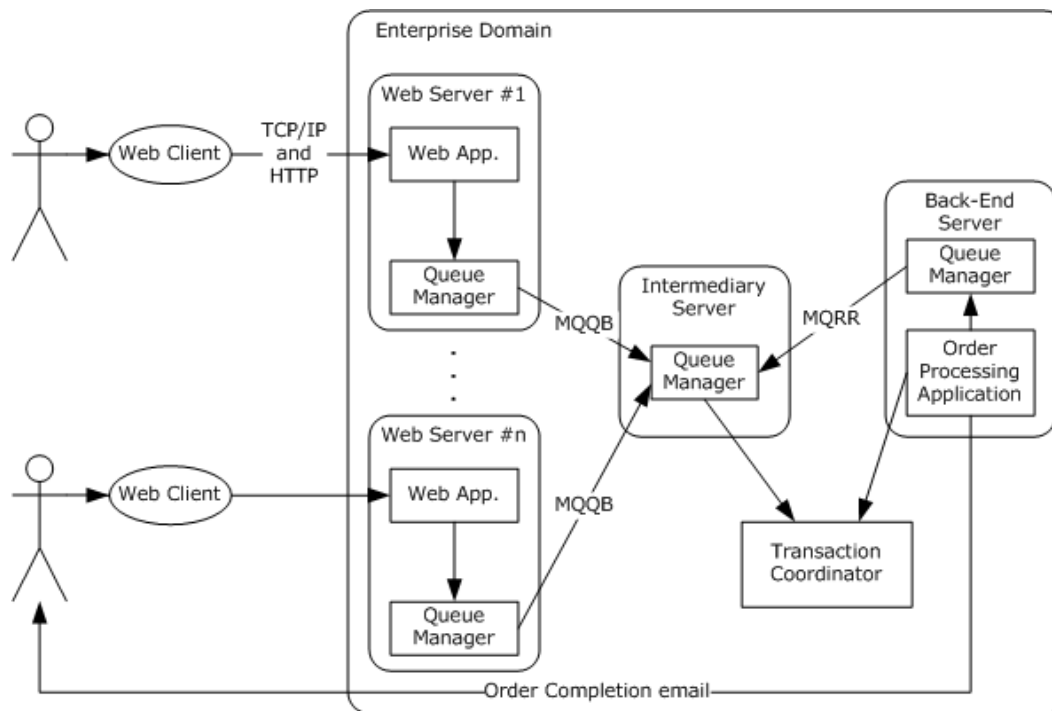 Enterprise Domain
Web Server #1
TCP/IP
and
HTTP
Web Client
Web App.
Queue
Manager
MQQB
Intermediary
Server
Queue
Manager
MQRR
Back-End
Server
Queue
Manager
Order
Processing
Application
Web Server #n
Web Client
Web App.
MQQB
Queue
Manager
Transaction
Coordinator
Order Completion email